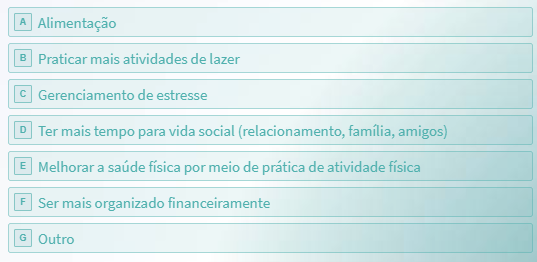 A Alimentação
B Praticar mais atividades de lazer
C Gerenciamento de estresse
D Ter mais tempo para vida social (relacionamento, família, amigos)
E Melhorar a saúde física por meio de prática de atividade física
F Ser mais organizado financeiramente
G Outro